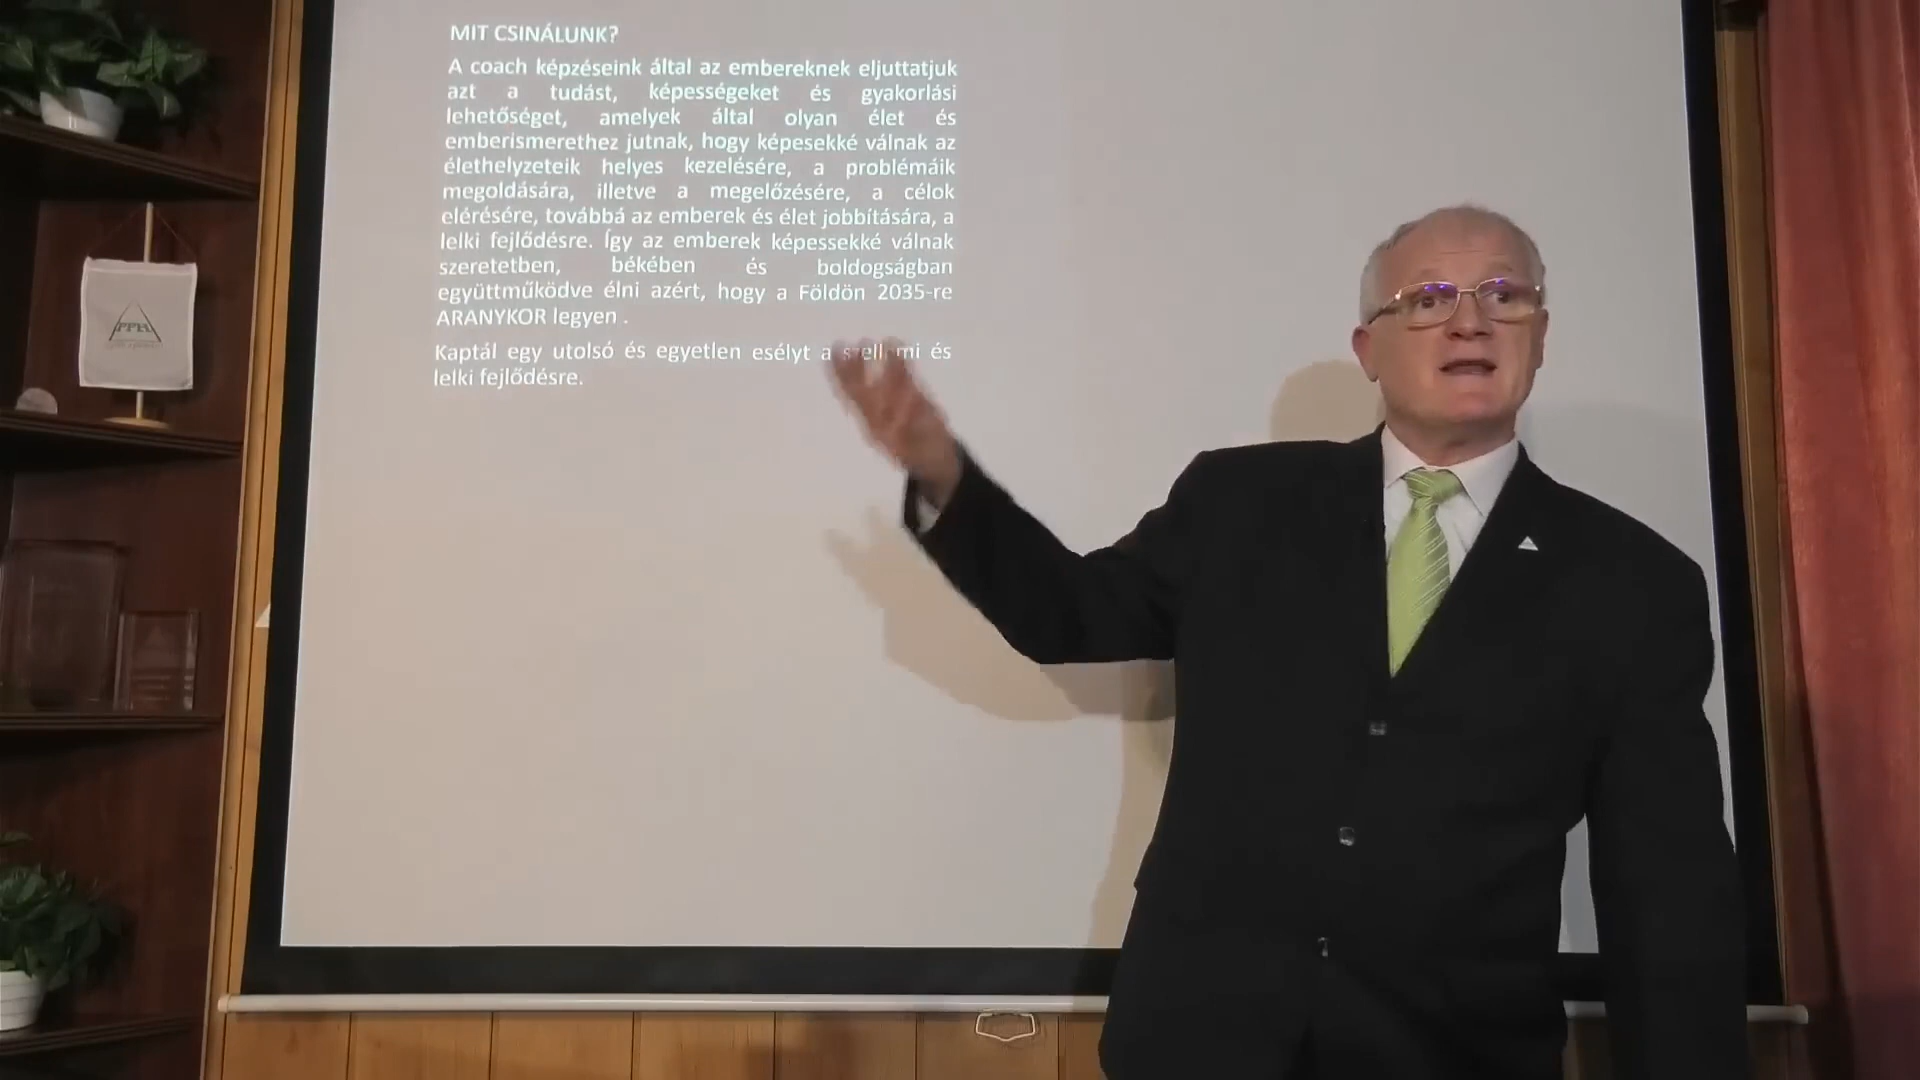 MIT CSINÁLUNK?
A coach képzéseink által az embereknek eljuttatjuk
azt a tudást, képességeket és gyakorlási
lehetőséget, amelyek által olyan élet és
emberismerethez jutnak, hogy képesekké válnak az
élethelyzeteik helyes kezelésére, a problémáik
megoldására, illetve a megelőzésére, a célok
elérésére, továbbá az emberek és élet jobbítására, a
lelki fejlődésre. Így az emberek képessekké válnak
szeretetben, békében és boldogságban
együttműködve élni azért, hogy a Földön 2035-re
ARANYKOR legyen .
Kaptál egy utolsó és egyetlen esélyt a szellemi és
lelki fejlődésre.